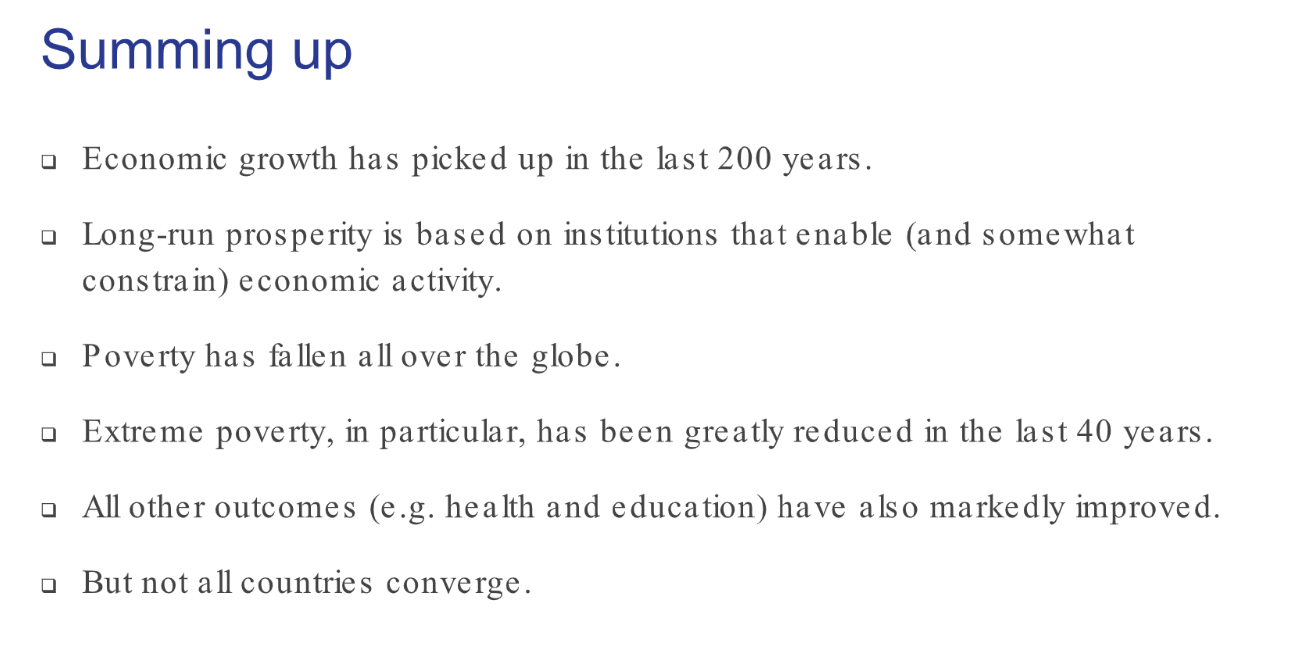 Summing up
Economic growth has picked up in the last 200 years.
Long-run prosperity is based on institutions that enable (and somewhat
constrain) economic activity.
Poverty has fallen all over the globe.
Extreme poverty, in particular, has been greatly reduced in the last 40 years.
All other outcomes (e.g. health and education) have also markedly improved.
But not all countries converge.